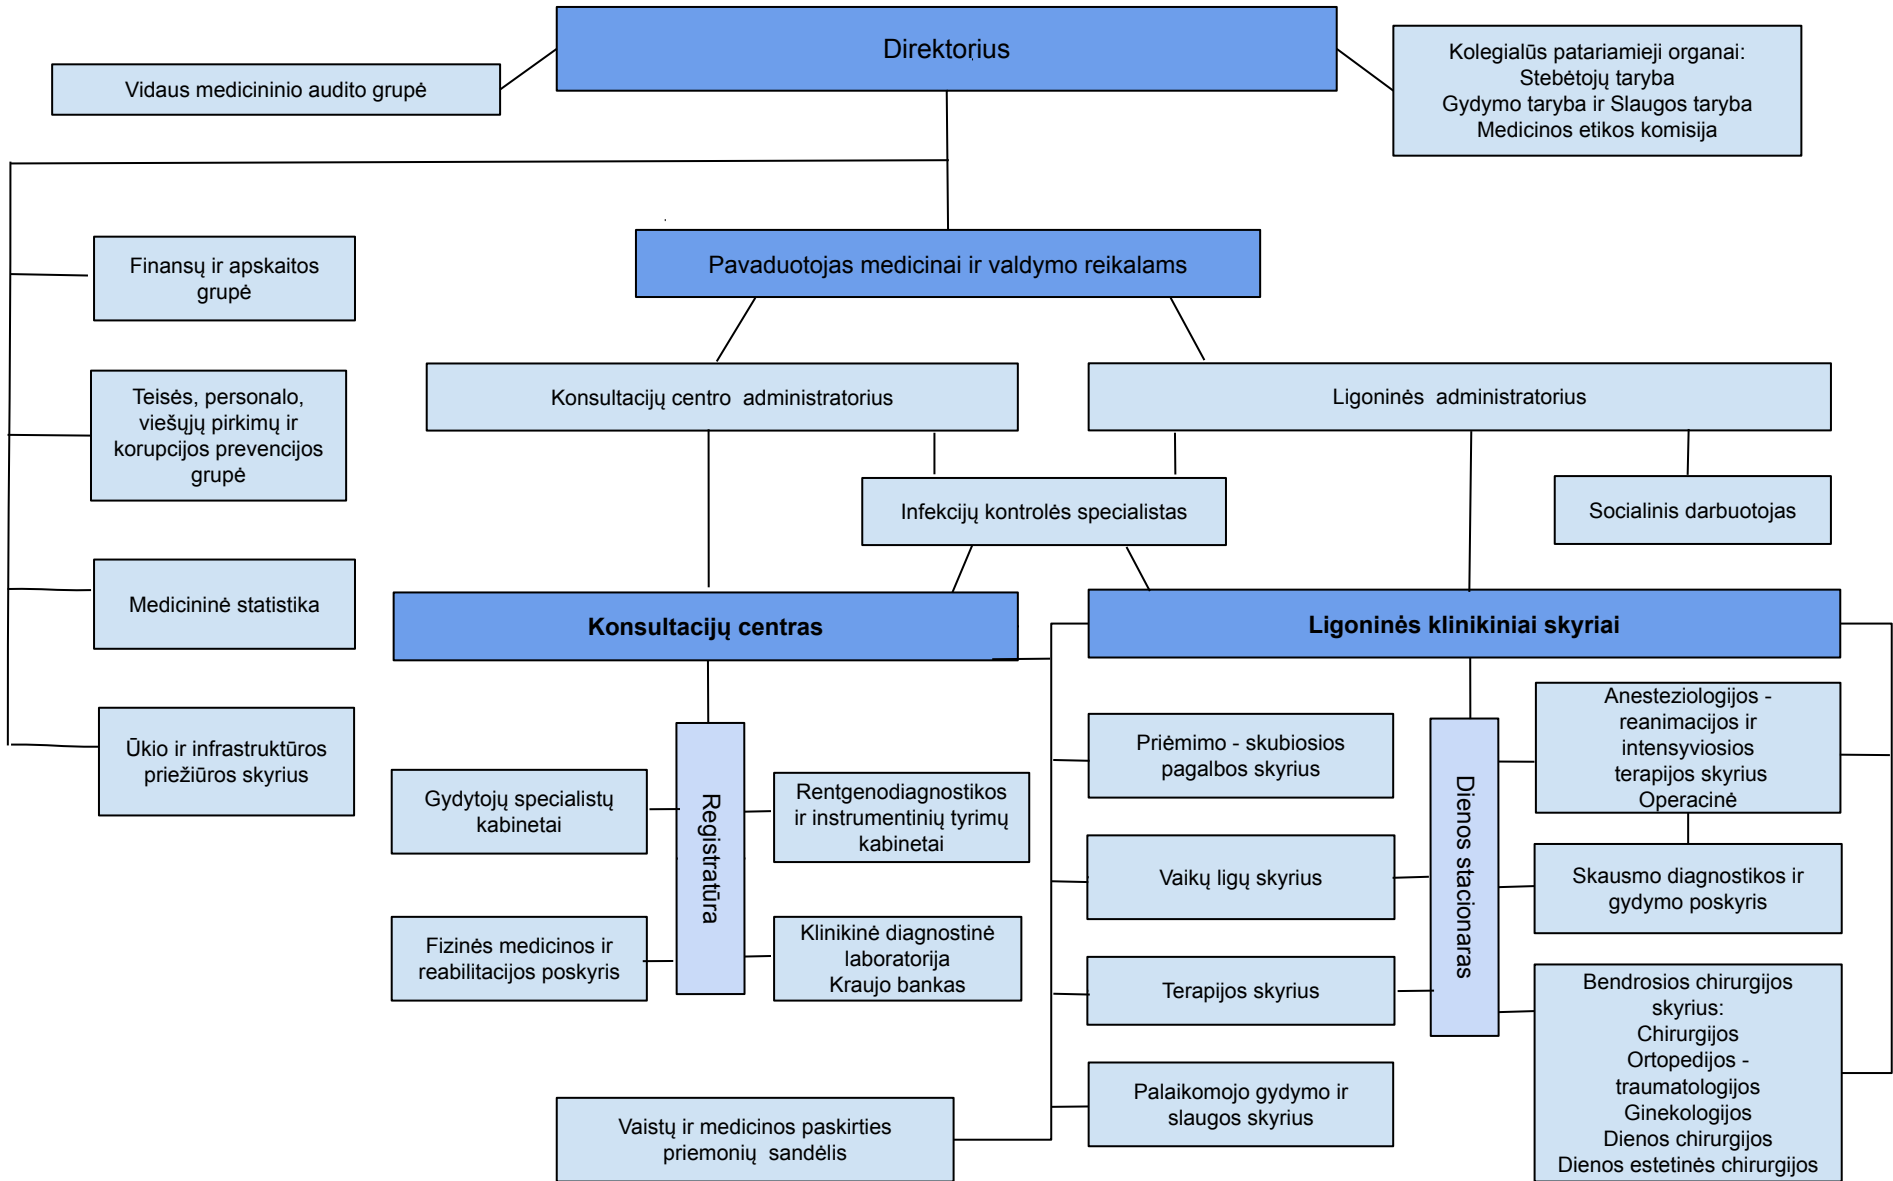 Direktorius
Vidaus medicininio audito grupė
Kolegialūs patariamieji organai:
Stebėtojų taryba
Gydymo taryba ir Slaugos taryba
Medicinos etikos komisija
Pavaduotojas medicinai ir valdymo reikalams
Finansų ir apskaitos
grupė
Teisės, personalo,
viešųjų pirkimų ir
korupcijos prevencijos
grupė
Medicininė statistika
Ūkio ir infrastruktūros
priežiūros skyrius
Konsultacijų centro administratorius
Ligoninės administratorius
Infekcijų kontrolės specialistas
Socialinis darbuotojas
Konsultacijų centras
Ligoninės klinikiniai skyriai
Registratūra
Gydytojų specialistų
kabinetai
Rentgenodiagnostikos
ir instrumentinių tyrimų
kabinetai
Fizinės medicinos ir
reabilitacijos poskyris
Klinikinė diagnostinė
laboratorija
Kraujo bankas
Vaistų ir medicinos paskirties
priemonių sandėlis
Priėmimo - skubiosios
pagalbos skyrius
Vaikų ligų skyrius
Terapijos skyrius
Palaikomojo gydymo ir
slaugos skyrius
Dienos stacionaras
Anesteziologijos -
reanimacijos ir
intensyviosios
terapijos skyrius
Operacinė
Skausmo diagnostikos ir
gydymo poskyris
Bendrosios chirurgijos
skyrius:
Chirurgijos
Ortopedijos -
traumatologijos
Ginekologijos
Dienos chirurgijos
Dienos estetinės chirurgijos